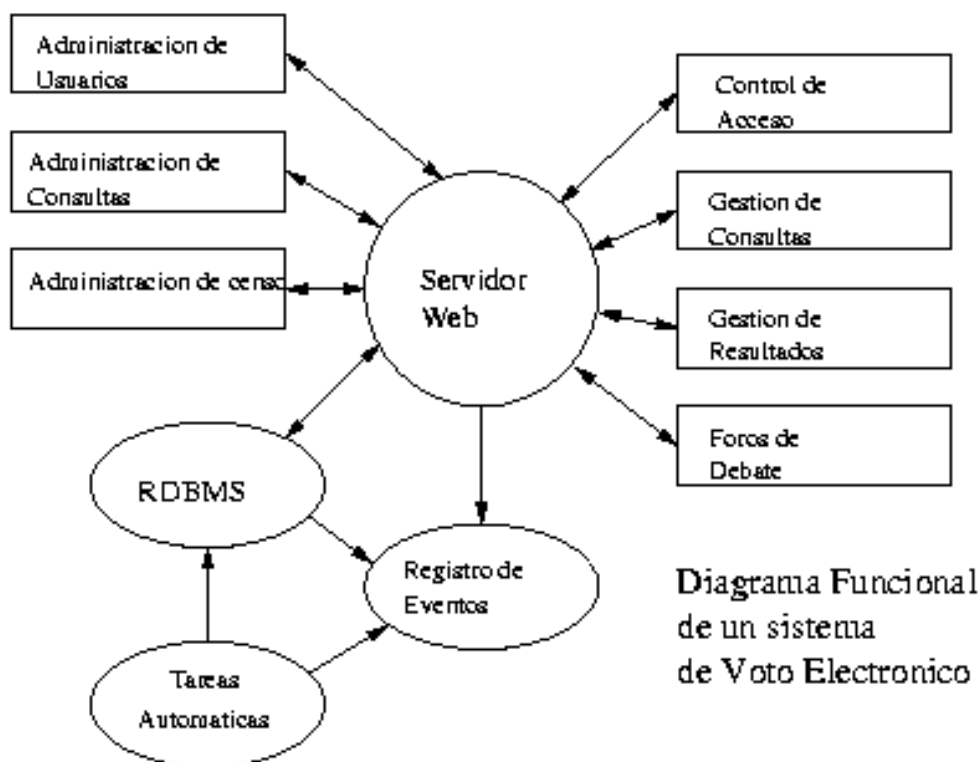 Administracion de
Usuarios
Administración de
Consultas
Administracion de censo
Servidor
Web
Control de
Acceso
Gestion de
Consultas
Gestion de
Resultados
Foros de
Debate
RDBMS
Registro de
Eventos
Tareas
Automaticas
Diagrama Funcional
de un sistema
de Voto Electronico